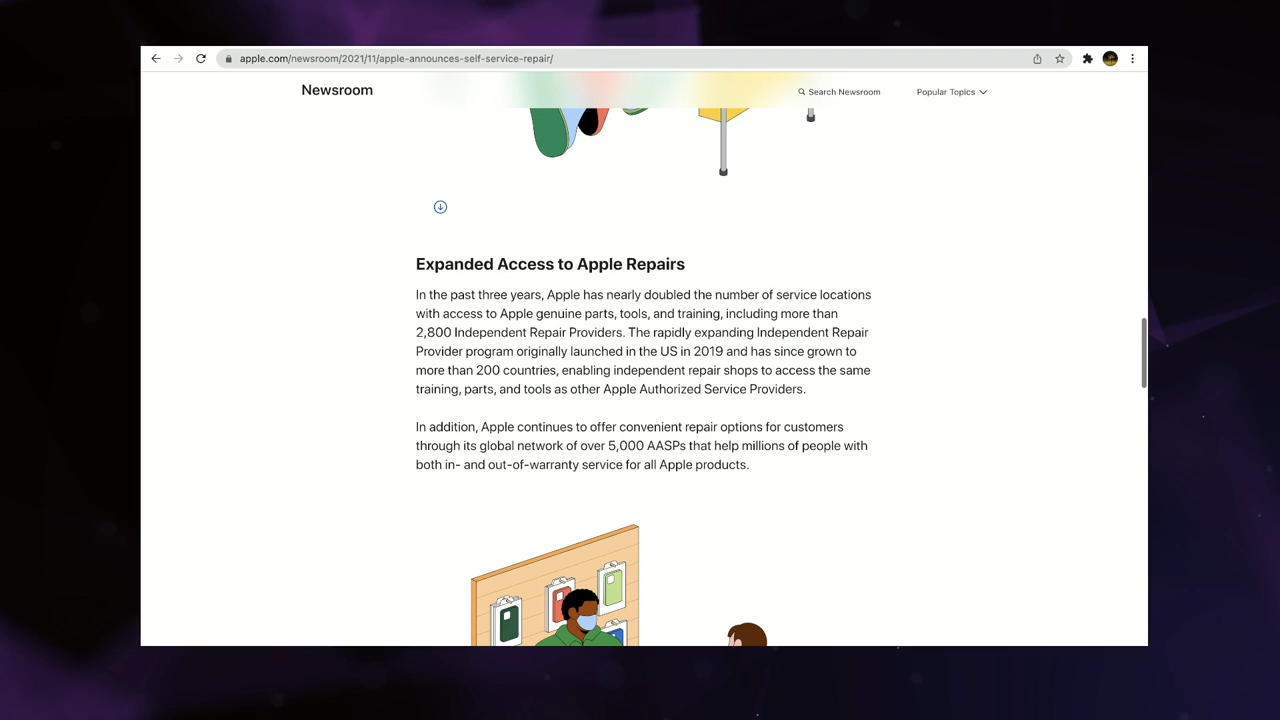 apple.com/newsroom/2021/11/apple-announces-self-service-repair/
Newsroom
Search Newsroom
Popular Topics
Expanded Access to Apple Repairs
In the past three years, Apple has nearly doubled the number of service locations
with access to Apple genuine parts, tools, and training, including more than
2,800 Independent Repair Providers. The rapidly expanding Independent Repair
Provider program originally launched in the US in 2019 and has since grown to
more than 200 countries, enabling independent repair shops to access the same
training, parts, and tools as other Apple Authorized Service Providers.
In addition, Apple continues to offer convenient repair options for customers
through its global network of over 5,000 AASPs that help millions of people with
both in- and out-of-warranty service for all Apple products.